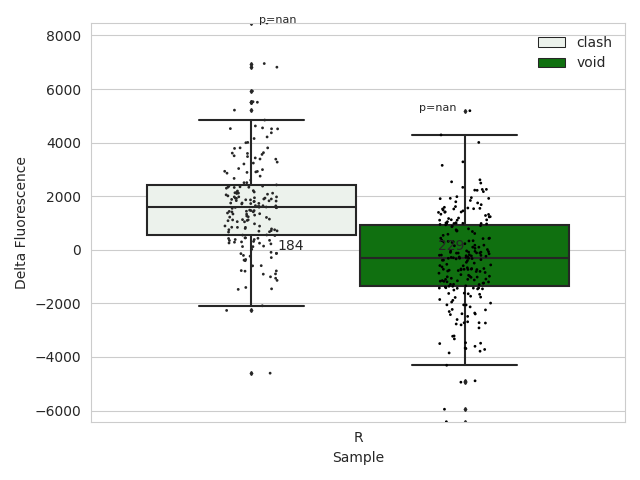 p=nan
clash
void
p=nan
184
Delta Fluorescence
8000
6000
4000
2000
0
−2000
−4000
−6000
R
Sample